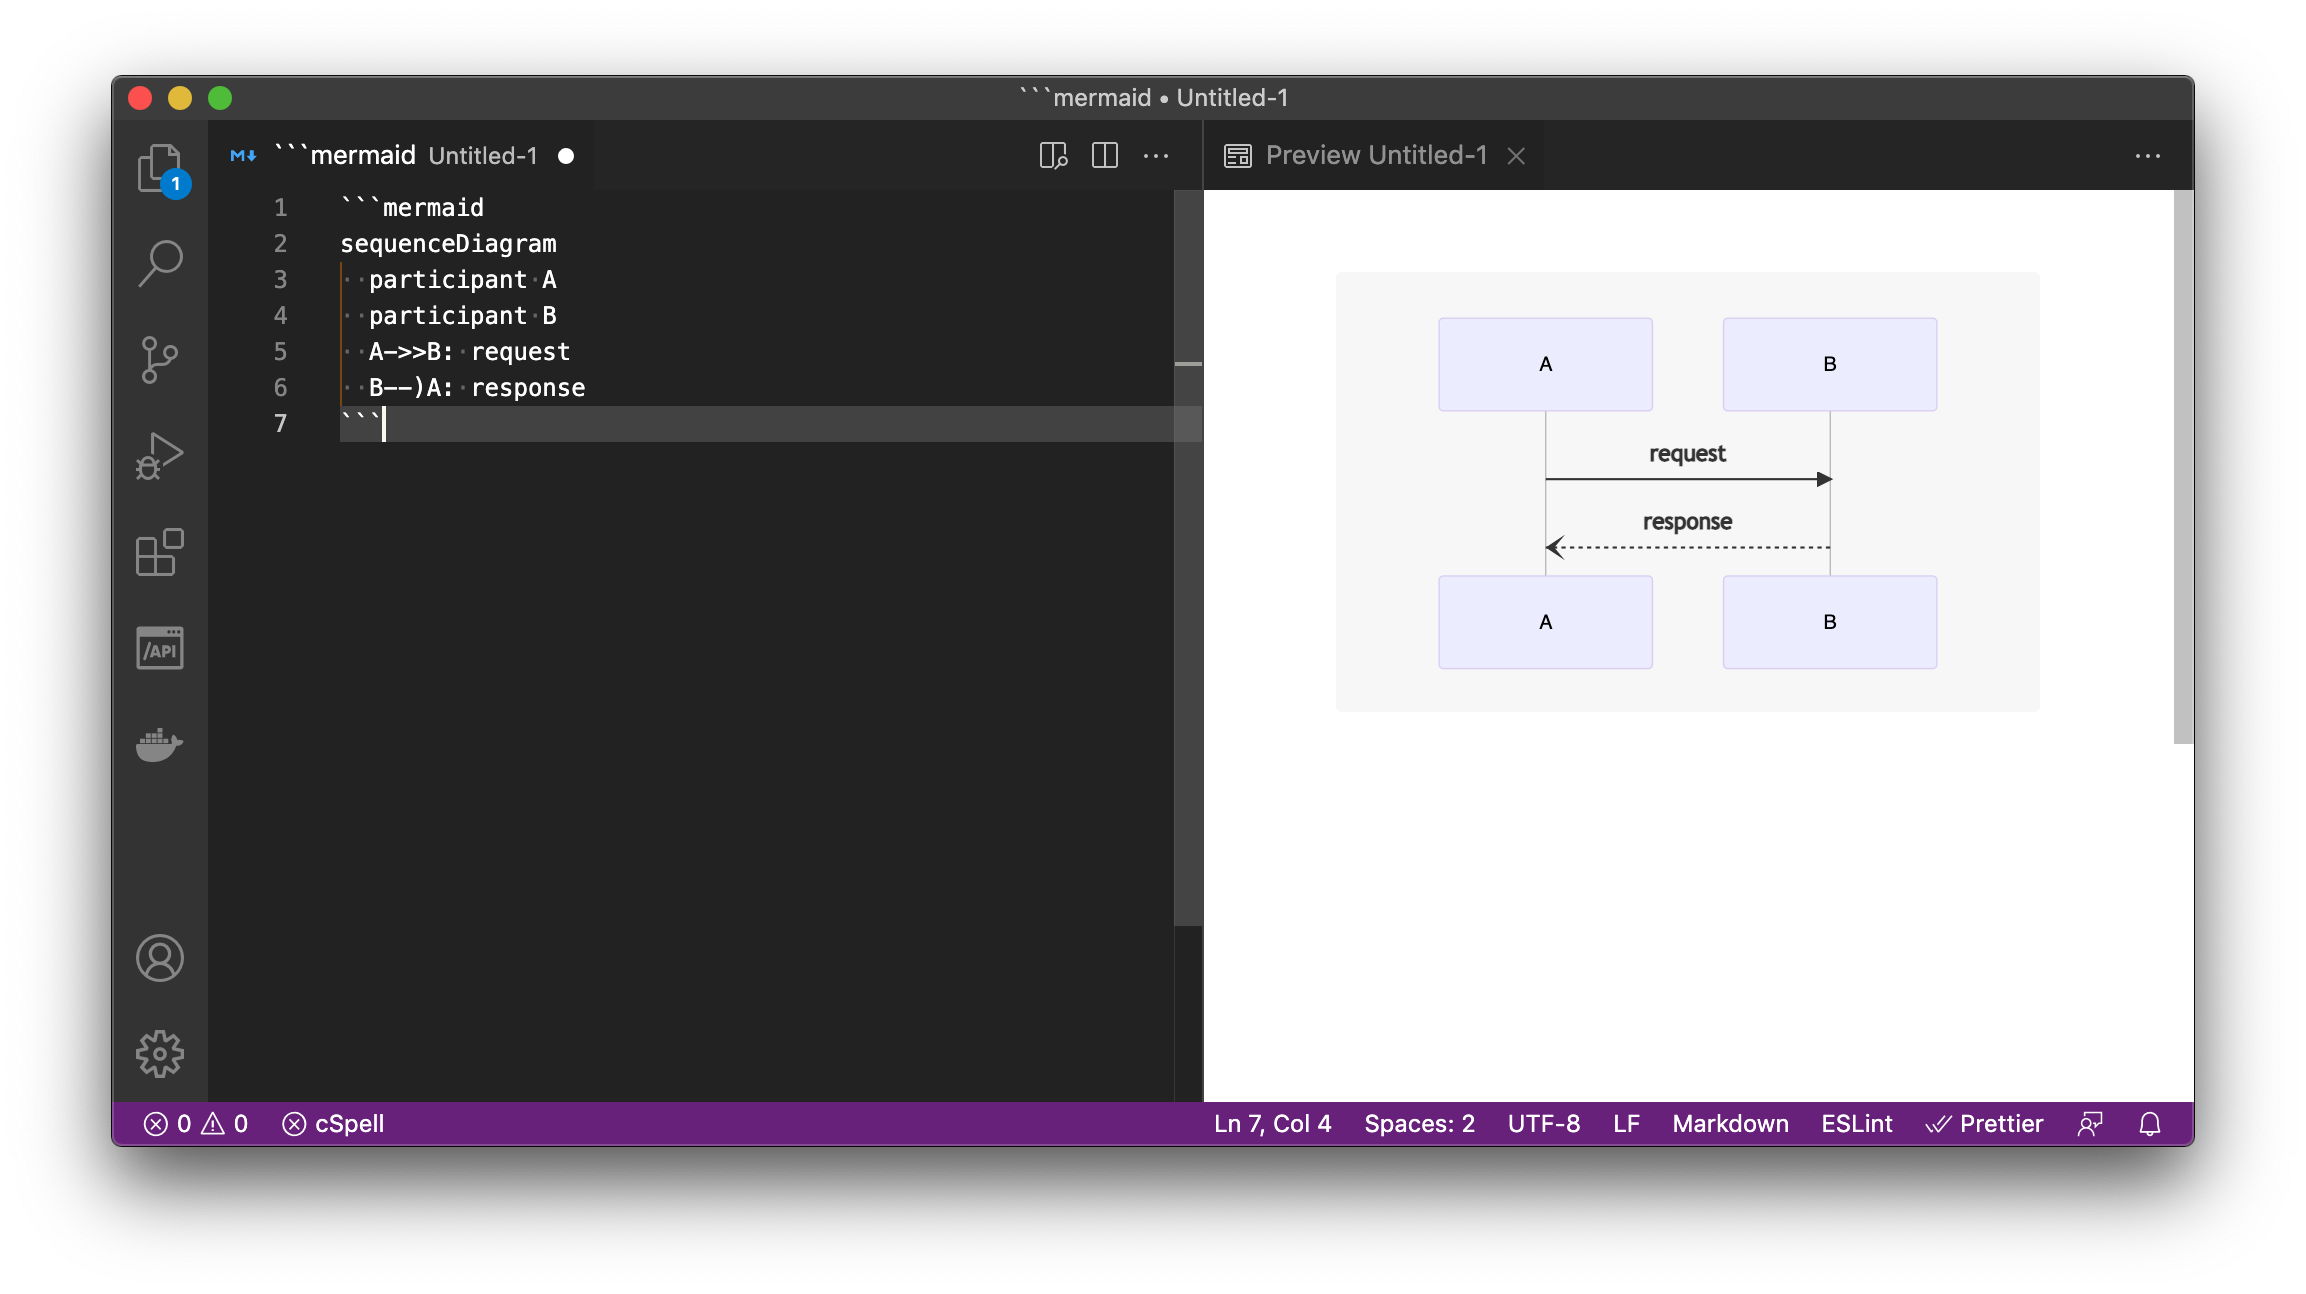 ```mermaid • Untitled-1
```mermaid Untitled-1
Preview Untitled-1
1
1 ```mermaid
2 sequenceDiagram
3 ··participant·A
4 ··participant·B
5 ··A->>B:·request
6 ··B--)A:·response
7 ```
/API
A B
request
response
A B
0 0 cSpell Ln 7, Col 4 Spaces: 2 UTF-8 LF Markdown ESLint Prettier